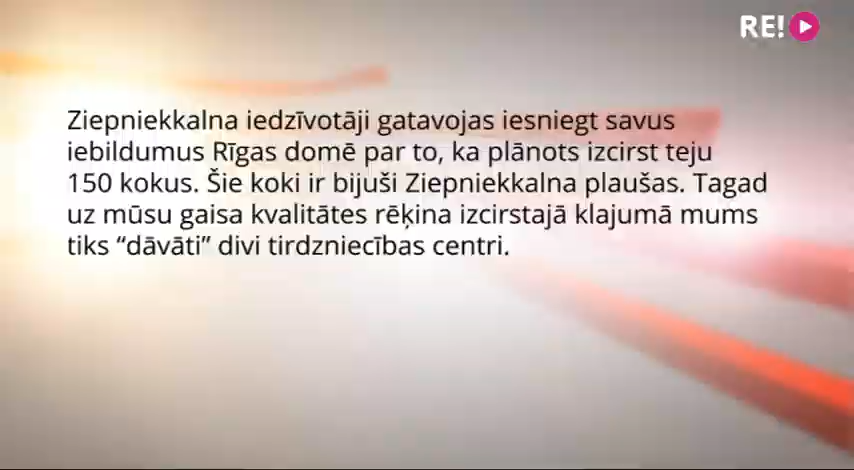 RE!
Ziepniekkalna iedzīvotāji gatavojas iesniegt savus
iebildumus Rīgas domē par to, ka plānots izcirst teju
150 kokus. Šie koki ir bijuši Ziepniekkalna plaušas. Tagad
uz mūsu gaisa kvalitātes rēķina izcirstajā klajumā mums
tiks “dāvāti” divi tirdzniecības centri.